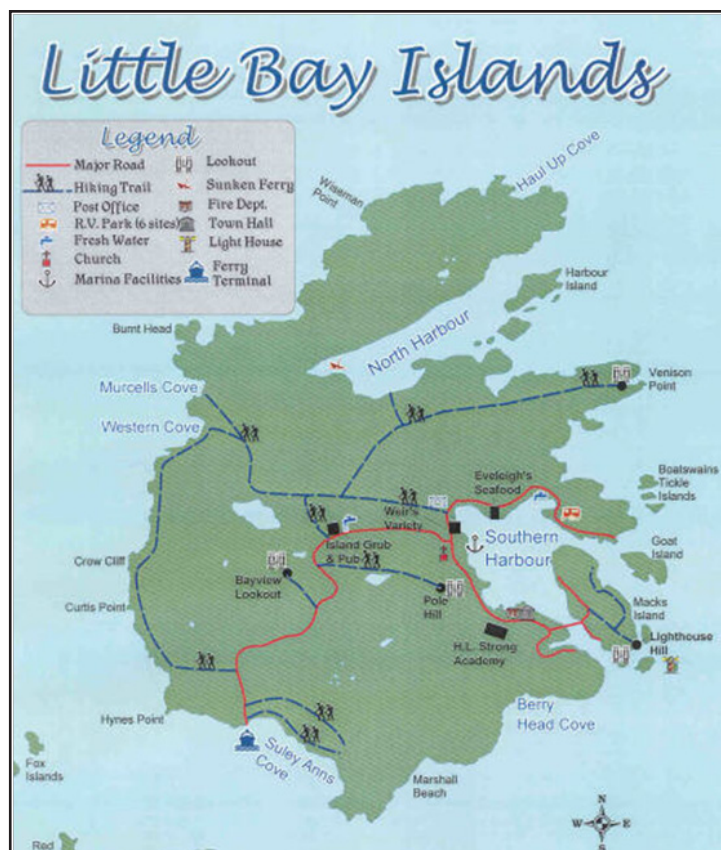 Little Bay Islands
Legend
Major Road
Hiking Trail
Post Office
R.V. Park (6 sites)
Fresh Water
Church
Marina Facilities
Lookout
Sunken Ferry
Fire Dept.
Town Hall
Light House
Ferry
Terminal
Haul Up Cove
Wiseman
Point
Harbour
Island
Burnt Head
North Harbour
Venison
Point
Murcells Cove
Western Cove
Eveleigh's
Seafood
Boatswains
Tickle
Islands
Weir's
Variety
Southern
Harbour
Island Grub
& Pub
Goat
Island
Crow Cliff
Bayview
Lookout
Curtis Point
Pole
Hill
Macks
Island
H.L. Strong
Academy
Lighthouse
Hill
Hynes Point
Berry
Head Cove
Suley Anns
Cove
Fox
Islands
Marshall
Beach
N
W
E
S
Red